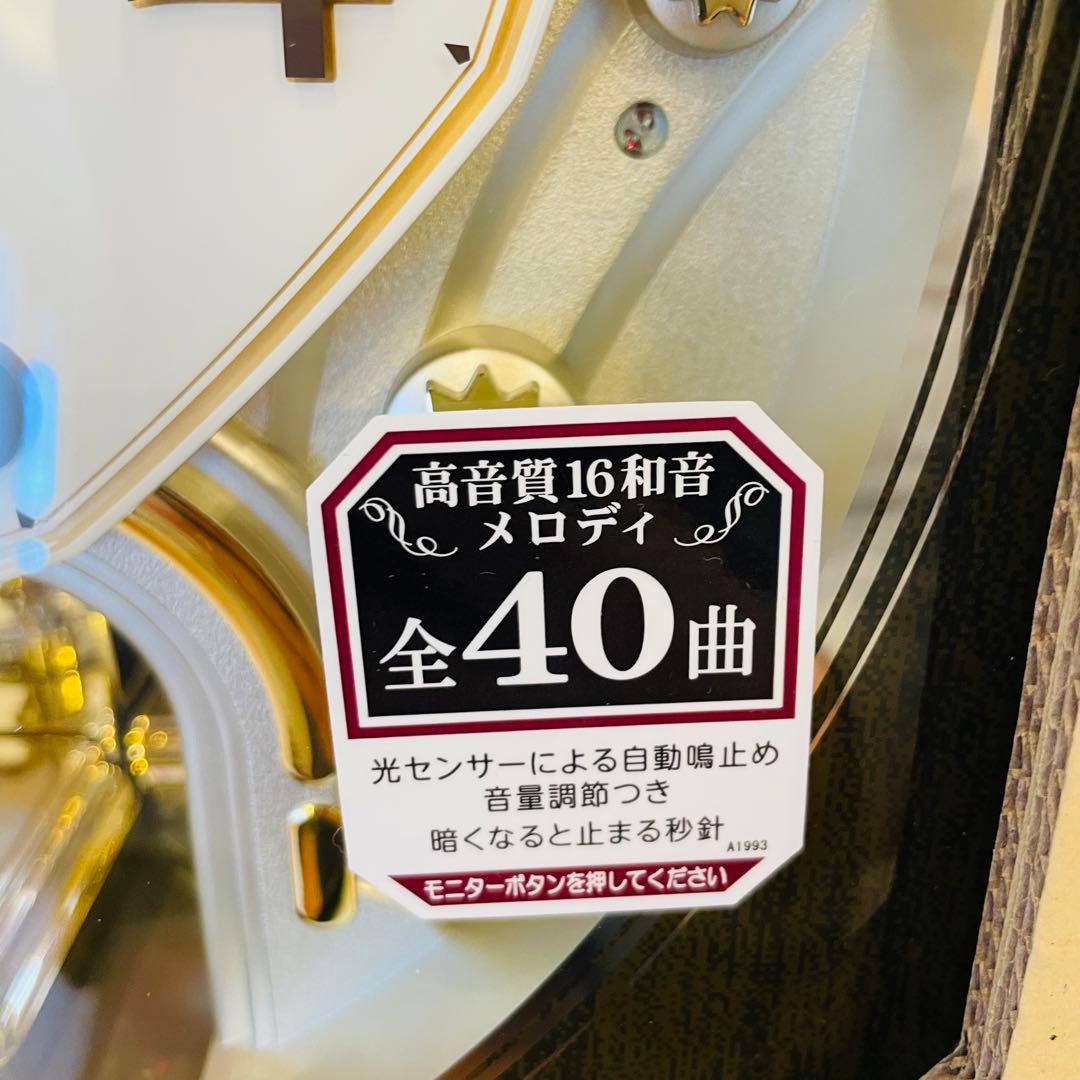 高音質16和音
メロディ
全40曲
光センサーによる自動鳴止め
音量調節つき
暗くなると止まる秒針
A1993
モニターボタンを押してください